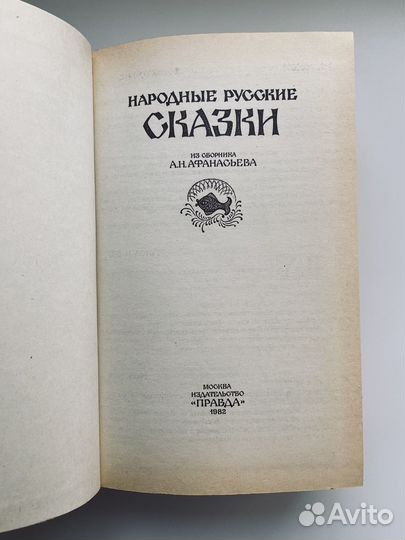 НАРОДНЫЕ РУССКИЕ
СКАЗКИ
ИЗ СБОРНИКА
А.Н.АФАНАСЬЕВА
МОСКВА
ИЗДАТЕЛЬСТВО
«ПРАВДА»
1982
Avito